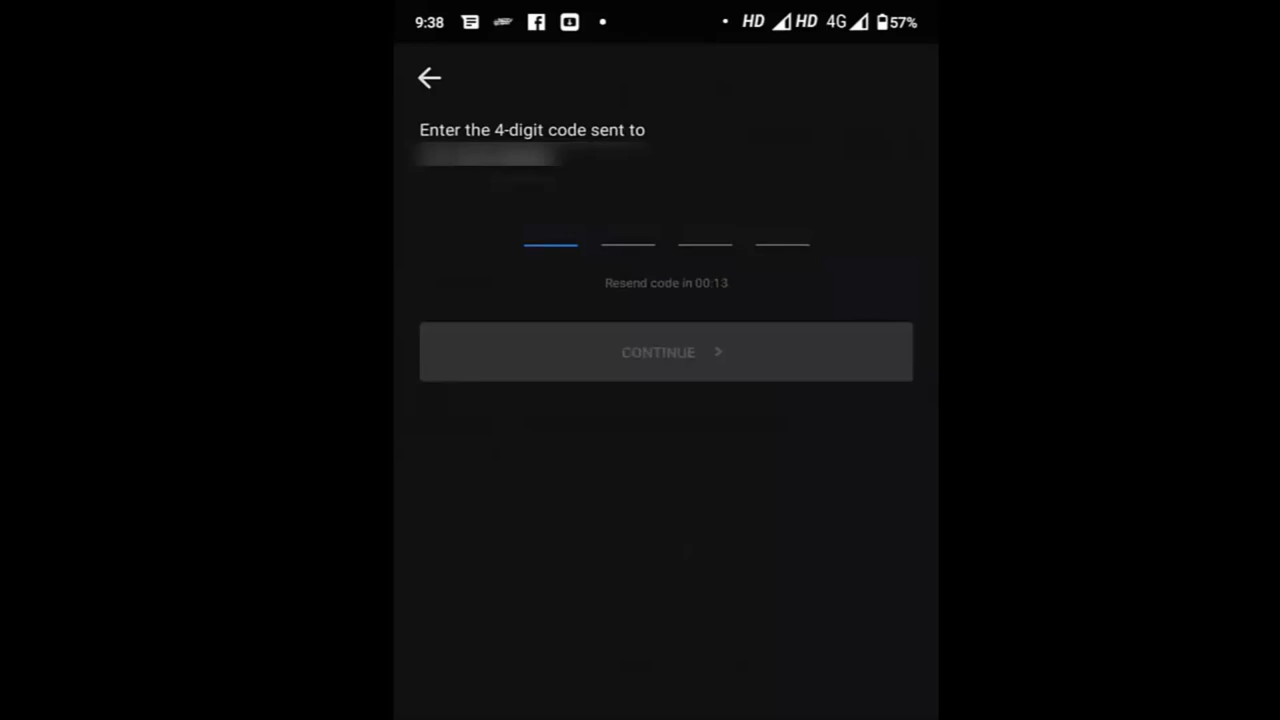 9:38 HD HD 4G 57%
Enter the 4-digit code sent to
Resend code in 00:13
CONTINUE >